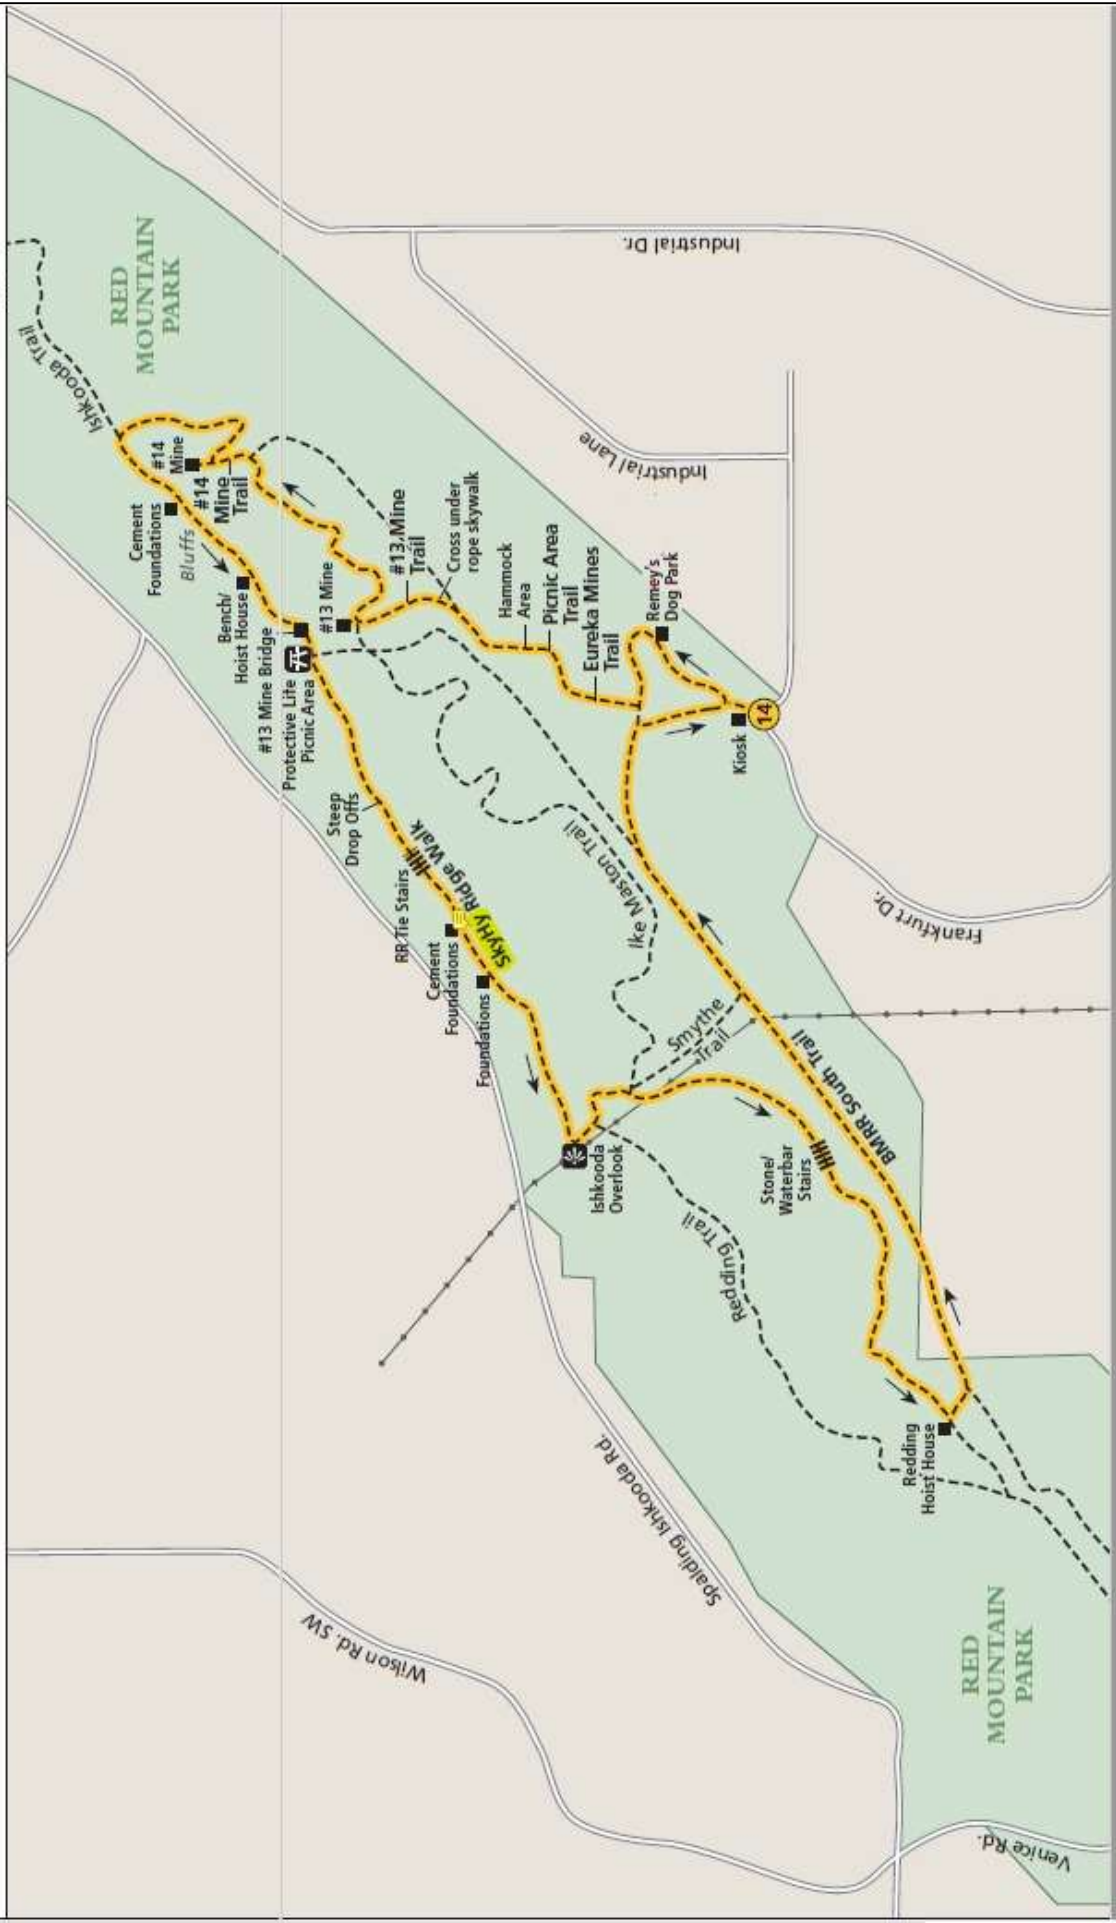 Ishkooda Trail
RED
MOUNTAIN
PARK
Industrial Dr.
#14
Mine
#14
Mine
Trail
Cement
Foundations
Bluffs
Bench/
Hoist House
#13 Mine Bridge
Protective Life
Picnic Area
#13 Mine
#13 Mine
Trail
Cross under
rope skywalk
Hammock
Area
Picnic Area
Trail
Eureka Mines
Trail
Industrial Lane
Remey's
Dog Park
14
Kiosk
Steep
Drop Offs
RR Tie Stairs
SkyHy Ridge Walk
Cement
Foundations
Foundations
Ike Maston Trail
Frankfurt Dr.
Smythe
Trail
BMRR South Trail
Ishkooda
Overlook
Stone/
Waterbar
Stairs
Redding Trail
Redding
Hoist House
Spalding Ishkooda Rd.
Wilson Rd. SW
RED
MOUNTAIN
PARK
Venice Rd.